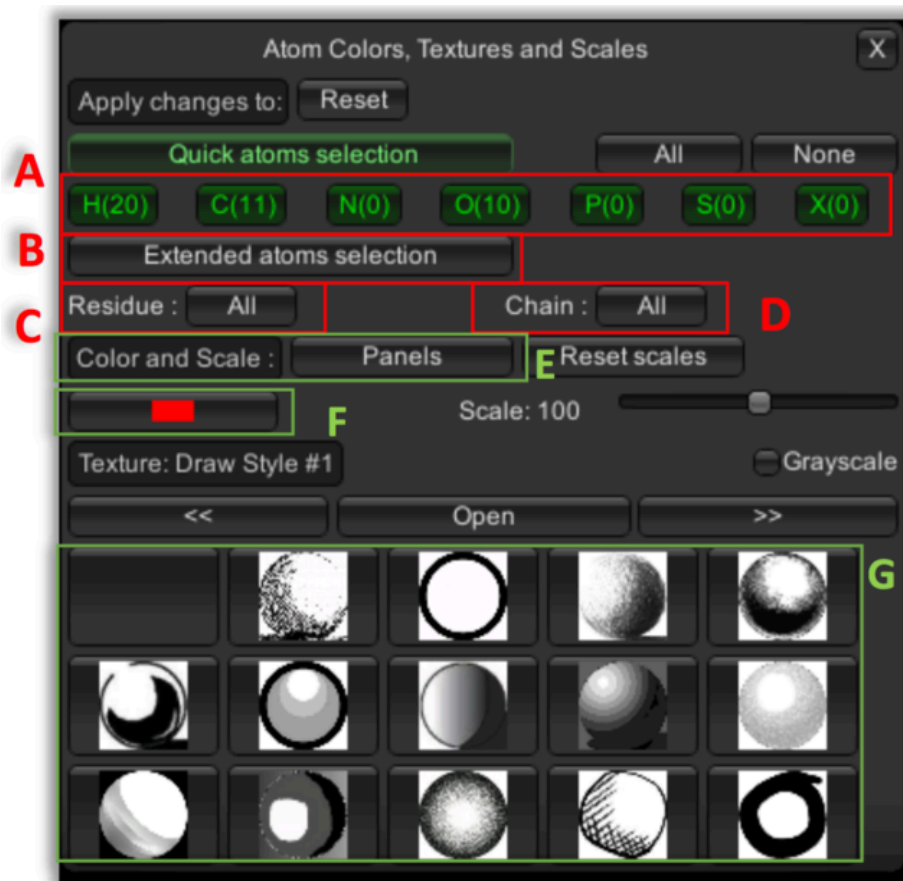 Atom Colors, Textures and Scales X
Apply changes to: Reset
Quick atoms selection All None
A
H(20) C(11) N(0) O(10) P(0) S(0) X(0)
B Extended atoms selection
C Residue : All Chain : All D
Color and Scale : Panels E Reset scales
F Scale: 100
Texture: Draw Style #1 Grayscale
<< Open >>
G